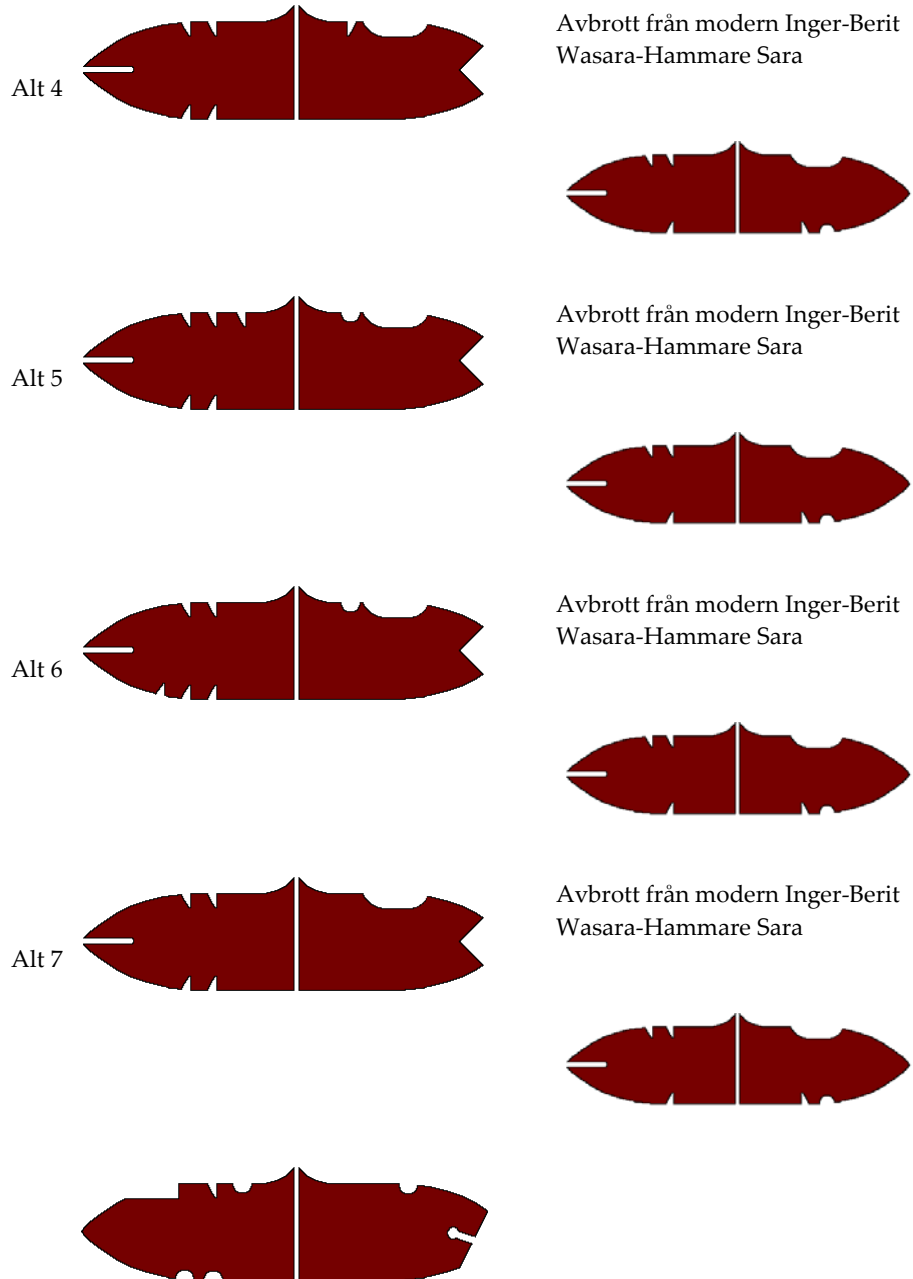 Avbrott från modern Inger-Berit
Wasara-Hammare Sara
Alt 4
Avbrott från modern Inger-Berit
Wasara-Hammare Sara
Alt 5
Avbrott från modern Inger-Berit
Wasara-Hammare Sara
Alt 6
Avbrott från modern Inger-Berit
Wasara-Hammare Sara
Alt 7